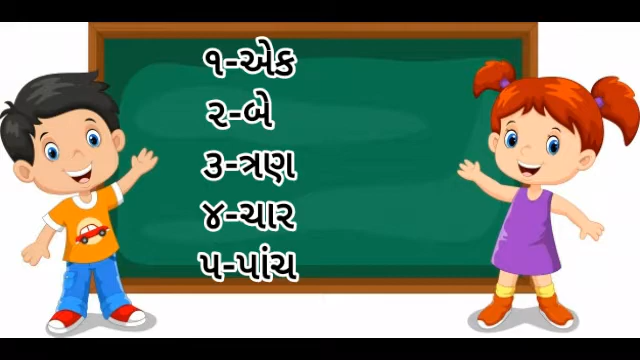 ૧-એક
૨-બે
૩-ત્રણ
૪-ચાર
૫-પાંચ